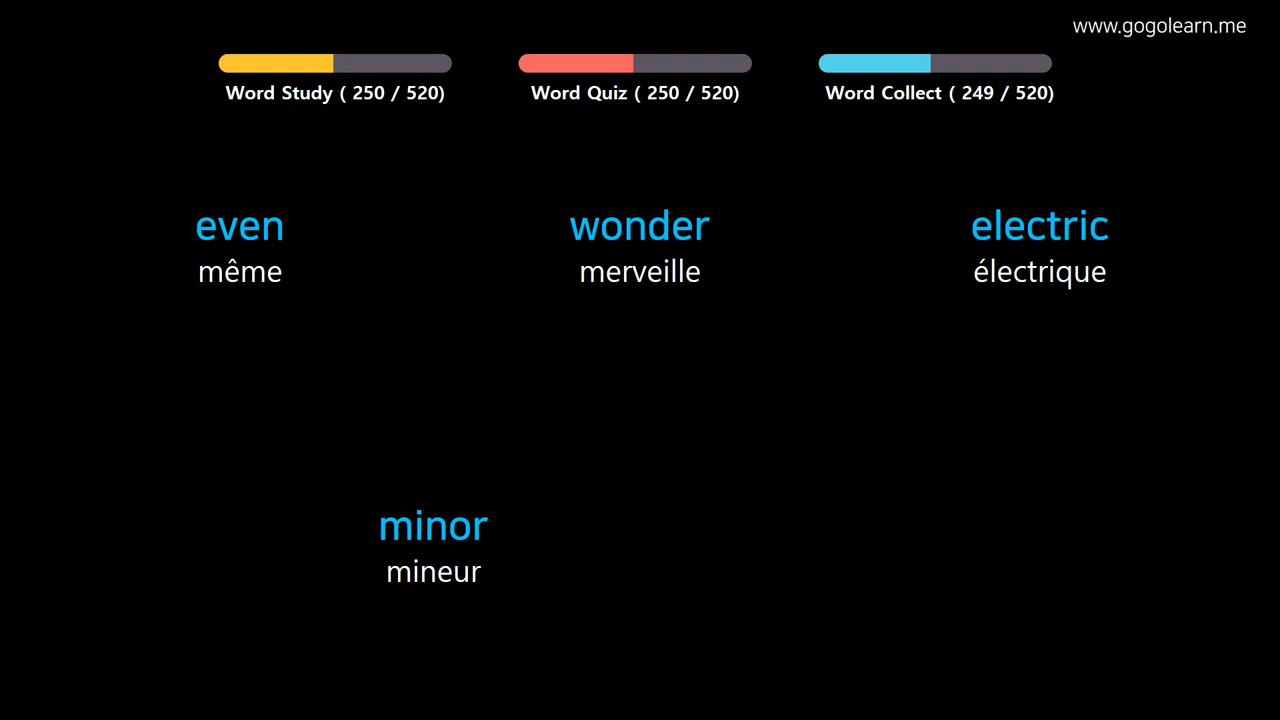 www.gogolearn.me
Word Study ( 250 / 520)
Word Quiz ( 250 / 520)
Word Collect ( 249 / 520)
even
même
wonder
merveille
electric
électrique
minor
mineur